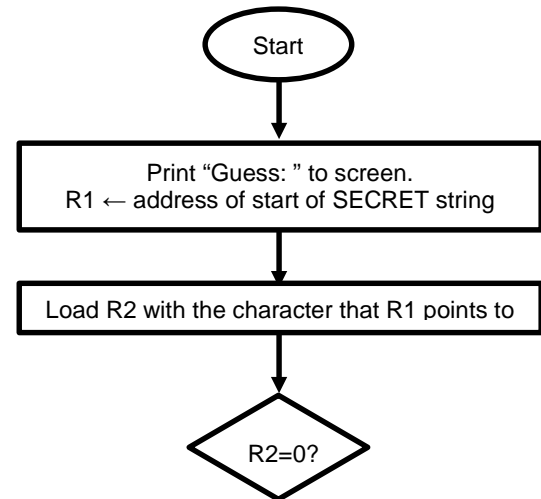 Start
Print “Guess: ” to screen.
R1 ← address of start of SECRET string
Load R2 with the character that R1 points to
R2=0?